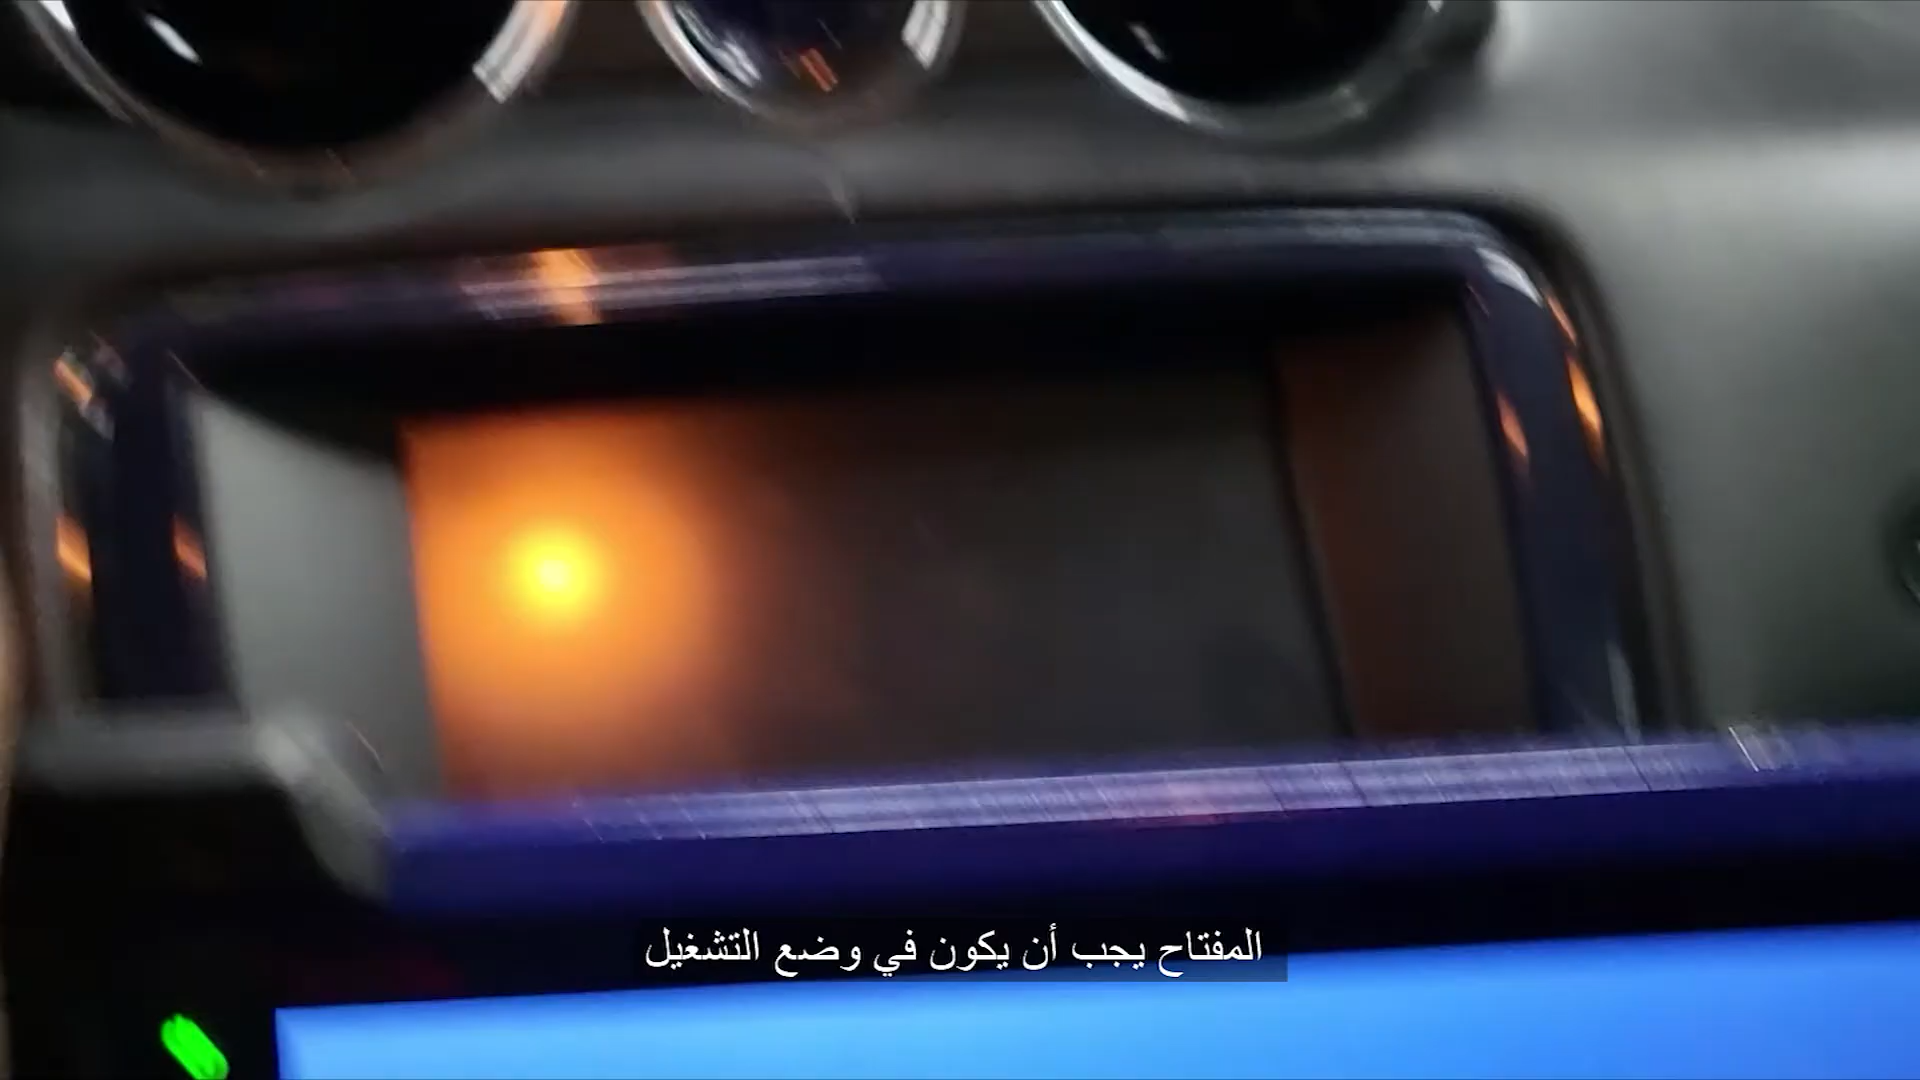 المفتاح يجب أن يكون في وضع التشغيل